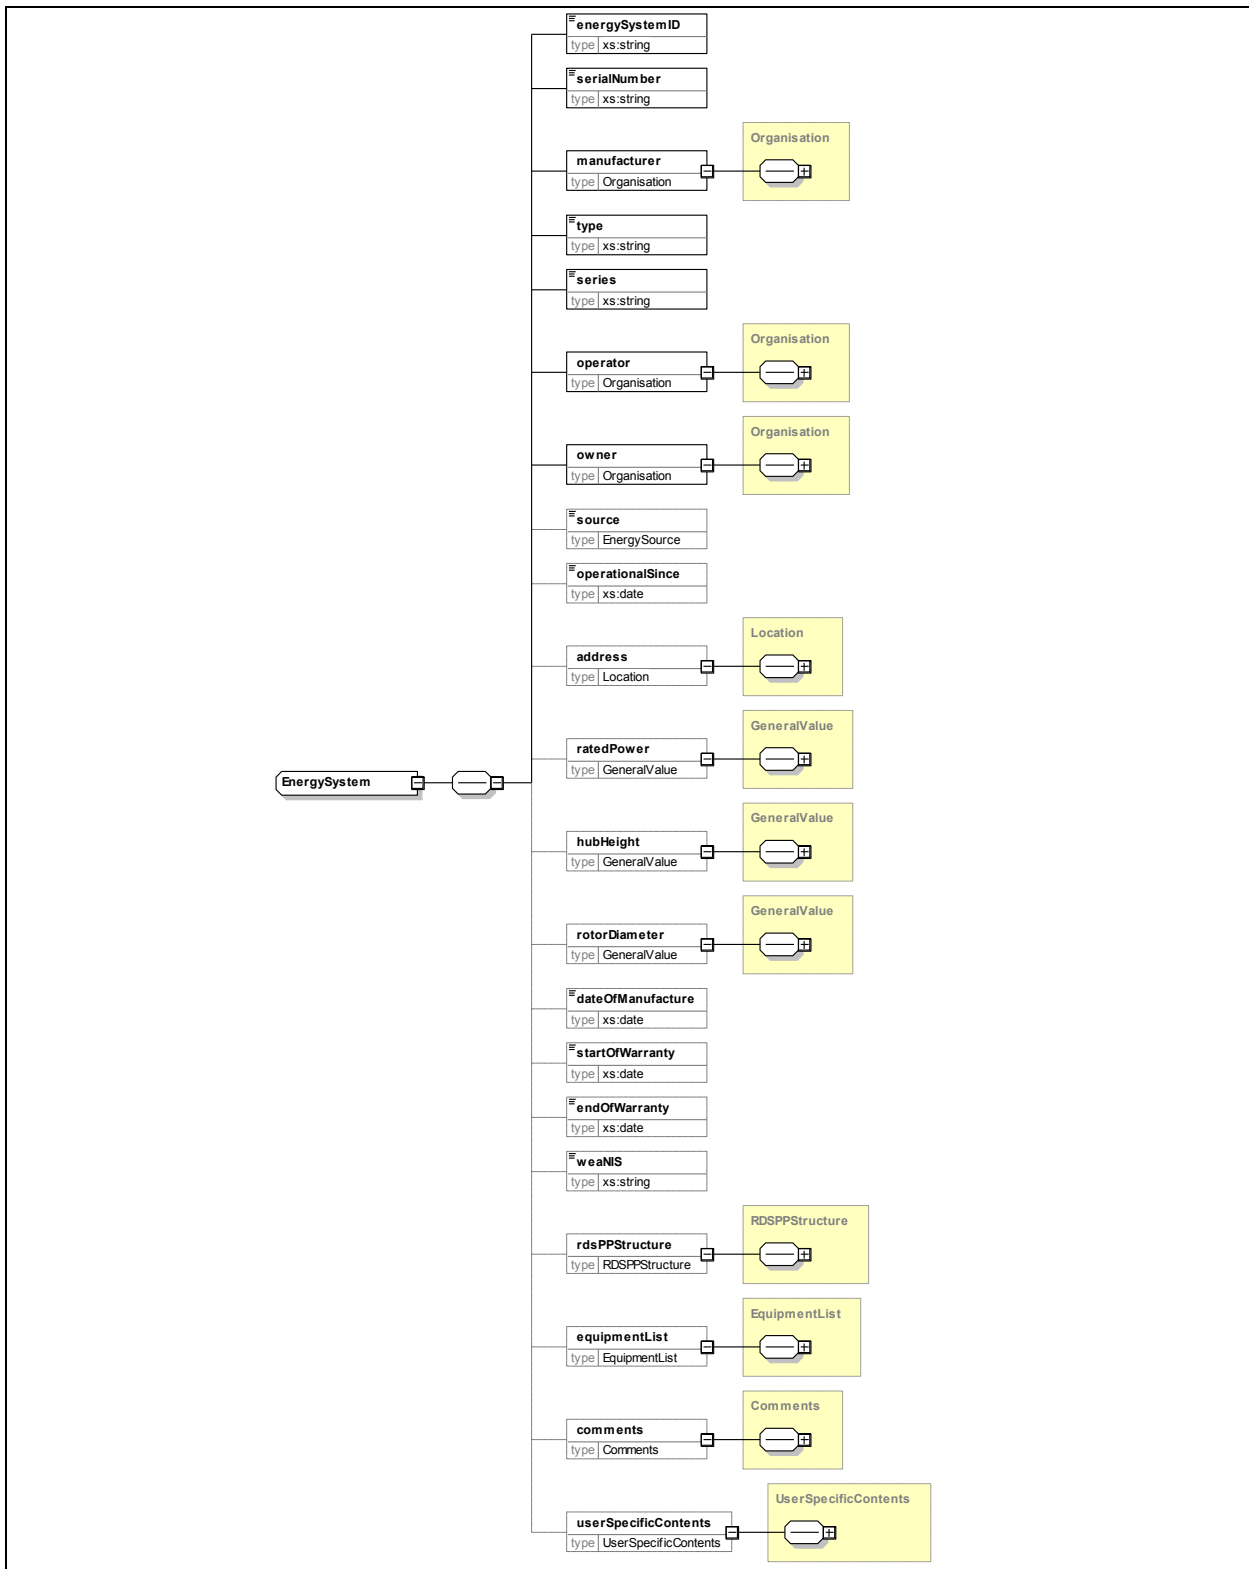 energySystemID
type xs:string
serialNumber
type xs:string
Organisation
manufacturer
type Organisation
type
type xs:string
series
type xs:string
Organisation
operator
type Organisation
Organisation
owner
type Organisation
source
type EnergySource
operationalSince
type xs:date
Location
address
type Location
GeneralValue
ratedPower
type GeneralValue
EnergySystem
GeneralValue
hubHeight
type GeneralValue
GeneralValue
rotorDiameter
type GeneralValue
dateOfManufacture
type xs:date
startOfWarranty
type xs:date
endOfWarranty
type xs:date
weaNIS
type xs:string
RDSPPStructure
rdsPPStructure
type RDSPPStructure
EquipmentList
equipmentList
type EquipmentList
Comments
comments
type Comments
UserSpecificContents
userSpecificContents
type UserSpecificContents